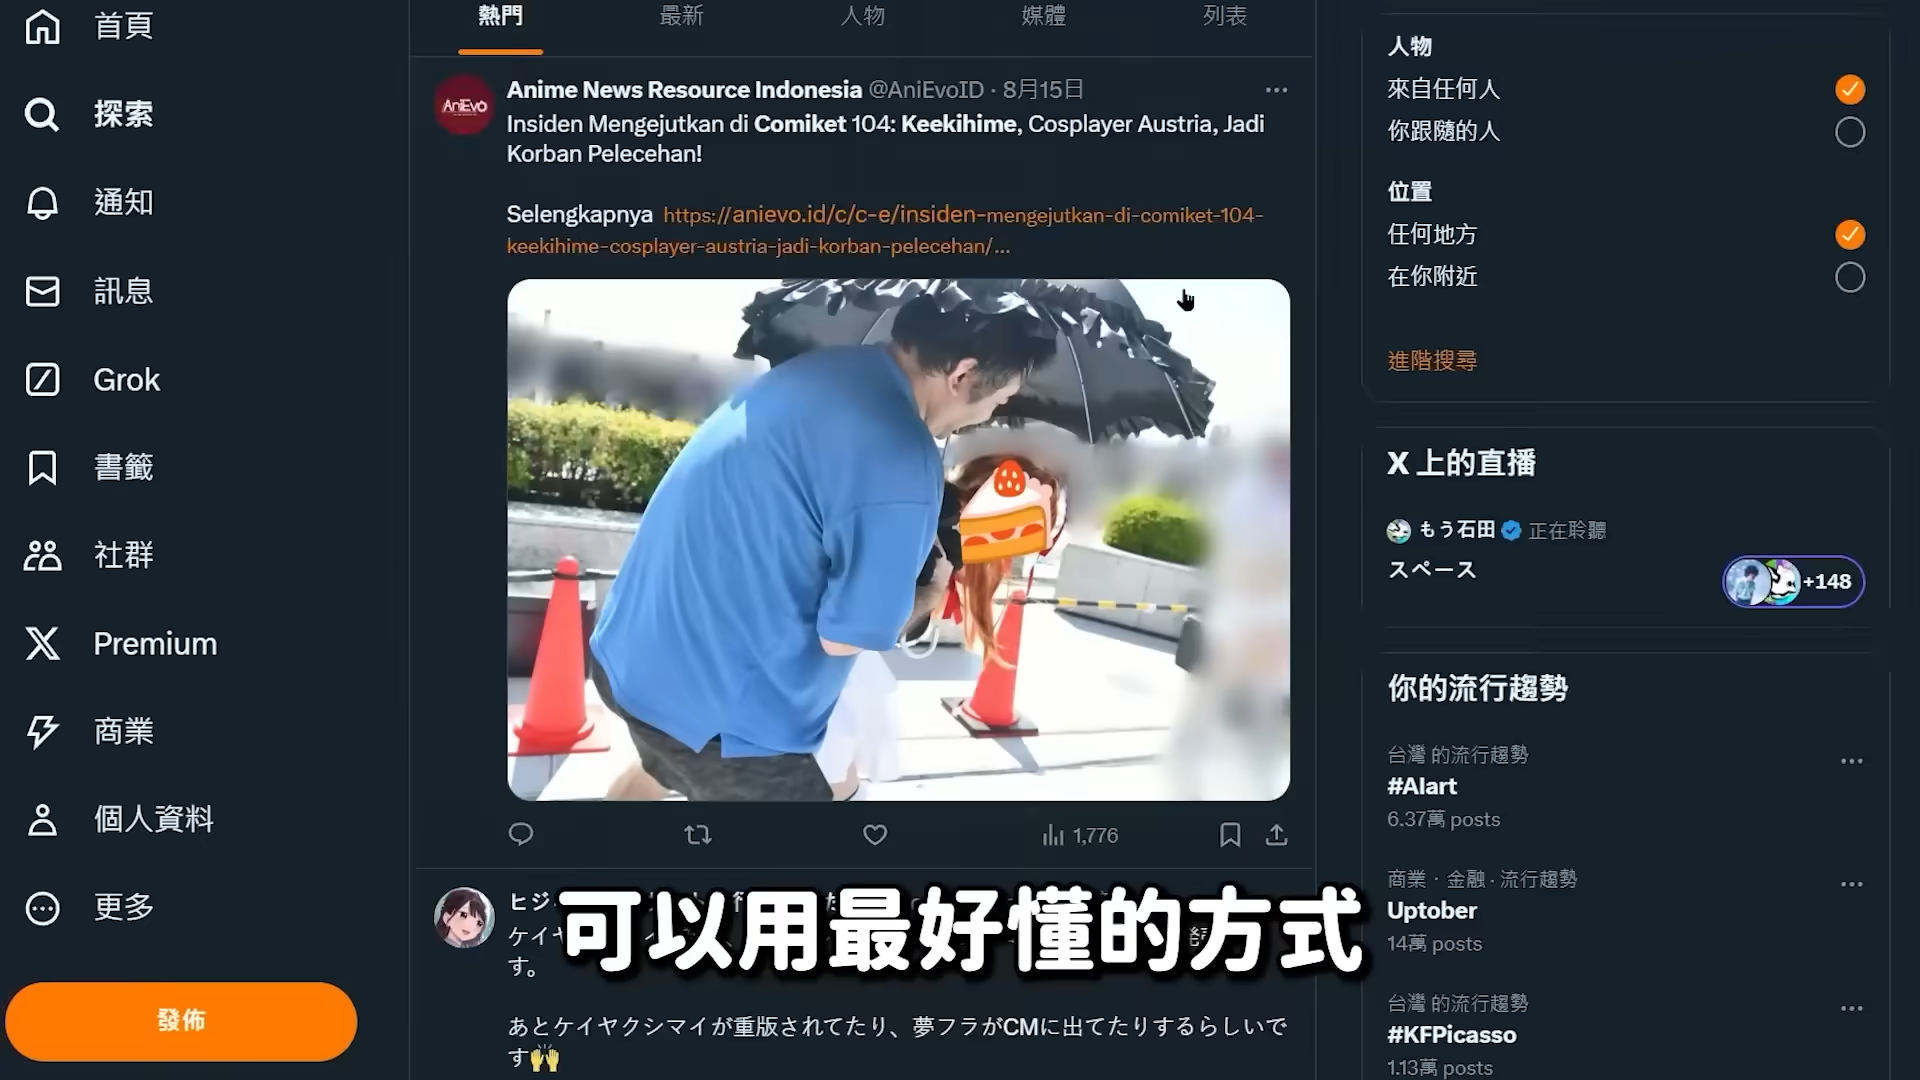 首頁
探索
通知
訊息
Grok
書籤
社群
Premium
商業
個人資料
更多
發佈
熱門
最新
人物
媒體
列表
AniEvo
Anime News Resource Indonesia @AniEvoID · 8月15日
Insiden Mengejutkan di Comiket 104: Keekihime, Cosplayer Austria, Jadi
Korban Pelecehan!
Selengkapnya https://anievo.id/c/c-e/insiden-mengejutkan-di-comiket-104-
keekihime-cosplayer-austria-jadi-korban-pelecehan/...
1,776
ヒジ
ケイヤ
す。
可以用最好懂的方式
あとケイヤクシマイが重版されてたり、夢フラがCMに出てたりするらしいで
す🙌
人物
來自任何人
你跟隨的人
位置
任何地方
在你附近
進階搜尋
X 上的直播
もう石田 正在聆聽
スペース
+148
你的流行趨勢
台灣 的流行趨勢
#AIart
6.37萬 posts
商業 · 金融 · 流行趨勢
Uptober
14萬 posts
台灣 的流行趨勢
#KFPicasso
1.13萬 posts